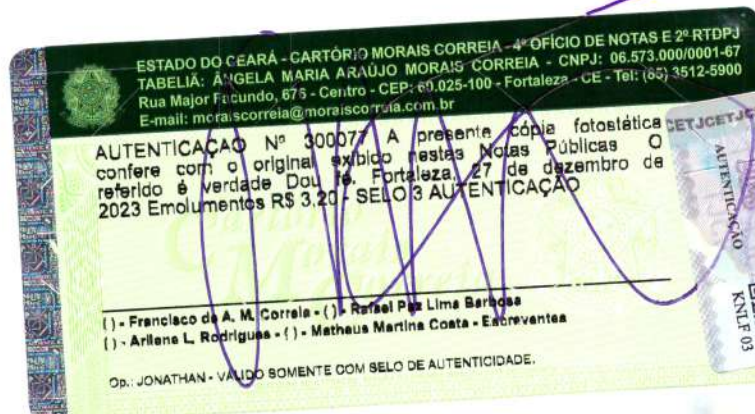 ESTADO DO CEARÁ - CARTÓRIO MORAIS CORREIA - 4º OFÍCIO DE NOTAS E 2º RTDPJ
TABELIÃ: ÂNGELA MARIA ARAÚJO MORAIS CORREIA - CNPJ: 06.573.000/0001-67
Rua Major Facundo, 676 - Centro - CEP: 60.025-100 - Fortaleza - CE - Tel: (85) 3512-5900
E-mail: moraiscorreia@moraiscorreia.com.br
AUTENTICAÇAO Nº 300077 A presente cópia fotostática
confere com o original exibido nestas Notas Públicas O
referido é verdade Dou fé. Fortaleza, 27 de dezembro de
2023 Emolumentos R$ 3,20 - SELO 3 AUTENTICAÇÃO
Cartório
Morais
Correia
( ) - Francisco de A. M. Correia - ( ) - Rafael Paz Lima Barbosa
( ) - Arilene L. Rodrigues - ( ) - Matheus Martins Costa - Escreventes
Op.: JONATHAN - VÁLIDO SOMENTE COM SELO DE AUTENTICIDADE.
CETJCETJC
AUTENTICAÇÃO
KNLF 03